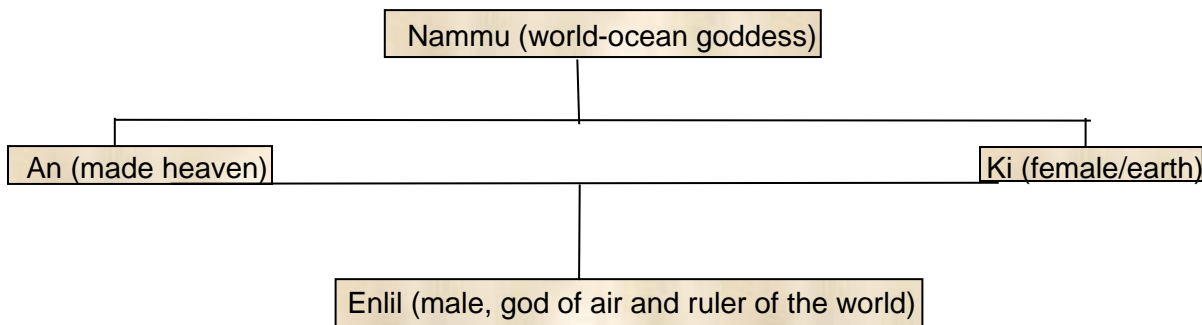 Nammu (world-ocean goddess)
An (made heaven)
Ki (female/earth)
Enlil (male, god of air and ruler of the world)